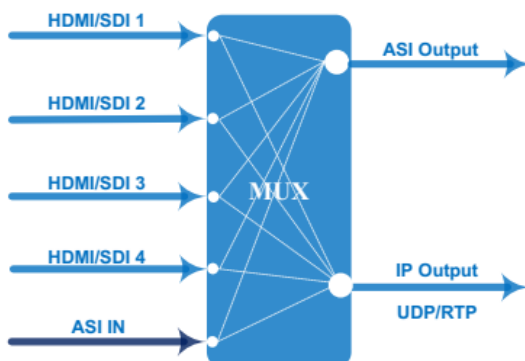 HDMI/SDI 1
HDMI/SDI 2
HDMI/SDI 3
HDMI/SDI 4
ASI IN
MUX
ASI Output
IP Output
UDP/RTP